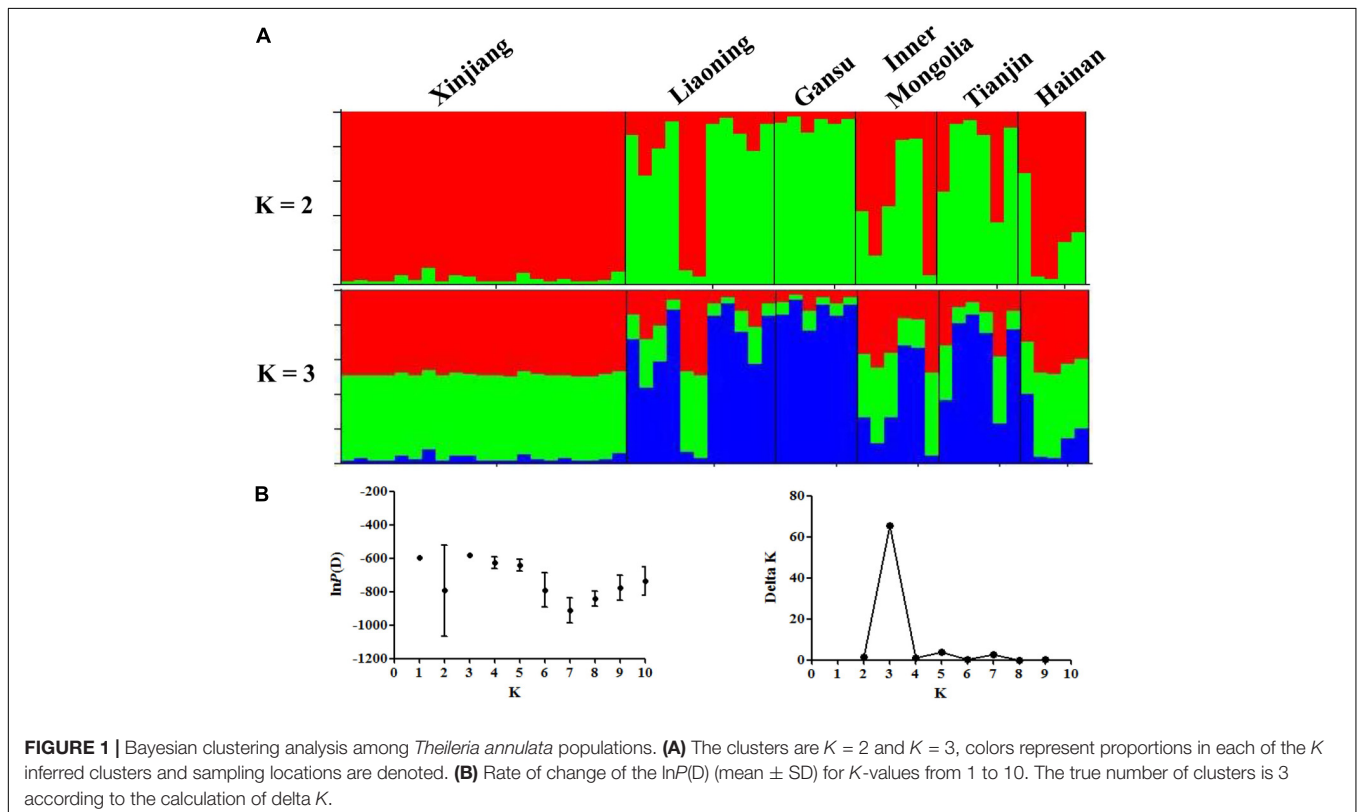 A
Xinjiang
Liaoning
Gansu
Inner
Mongolia
Tianjin
Hainan
K = 2
K = 3
B
-200
-400
-600
-800
-1000
-1200
lnP(D)
0 1 2 3 4 5 6 7 8 9 10
K
80
60
40
20
0
Delta K
0 1 2 3 4 5 6 7 8 9 10
K
FIGURE 1 | Bayesian clustering analysis among Theileria annulata populations. (A) The clusters are K = 2 and K = 3, colors represent proportions in each of the K
inferred clusters and sampling locations are denoted. (B) Rate of change of the lnP(D) (mean ± SD) for K-values from 1 to 10. The true number of clusters is 3
according to the calculation of delta K.